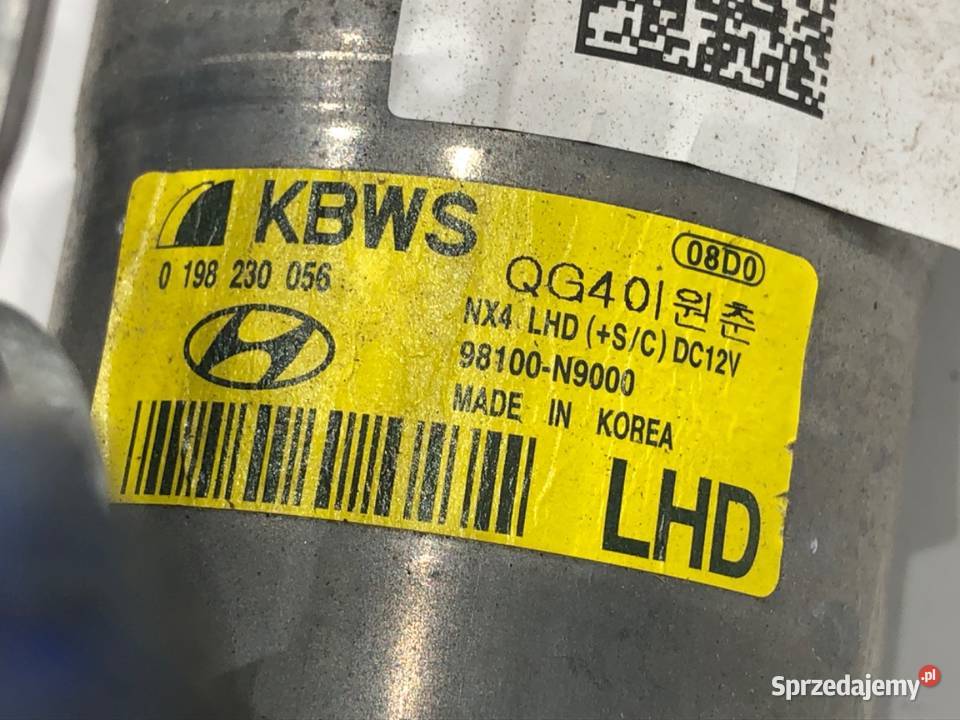 KBWS
08D0
0 198 230 056
QG40이원춘
NX4 LHD (+S/C) DC12V
98100-N9000
MADE IN KOREA
LHD
Sprzedajemy.pl